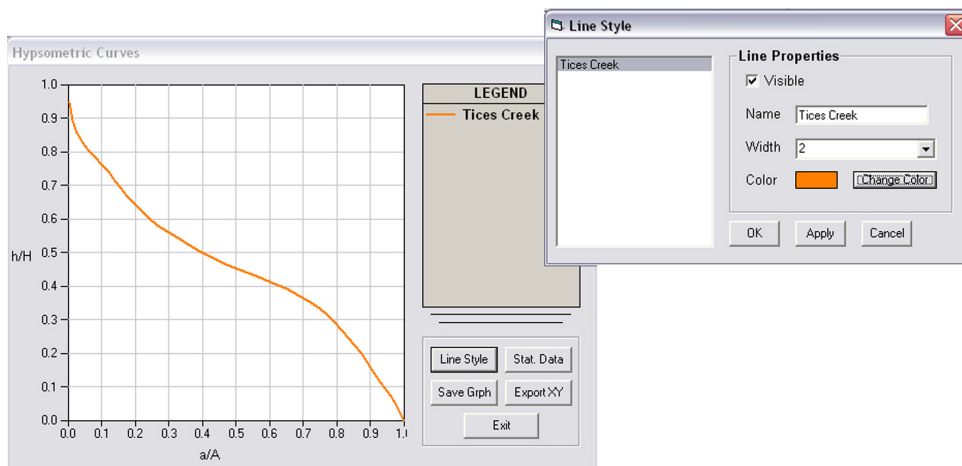 Hypsometric Curves
1.0
0.9
0.8
0.7
0.6
0.5
0.4
0.3
0.2
0.1
0.0
h/H
0.0 0.1 0.2 0.3 0.4 0.5 0.6 0.7 0.8 0.9 1.0
a/A
LEGEND
Tices Creek
Line Style Stat. Data
Save Grph Export XY
Exit
Line Style
Tices Creek
Line Properties
Visible
Name Tices Creek
Width 2
Color Change Color
OK Apply Cancel